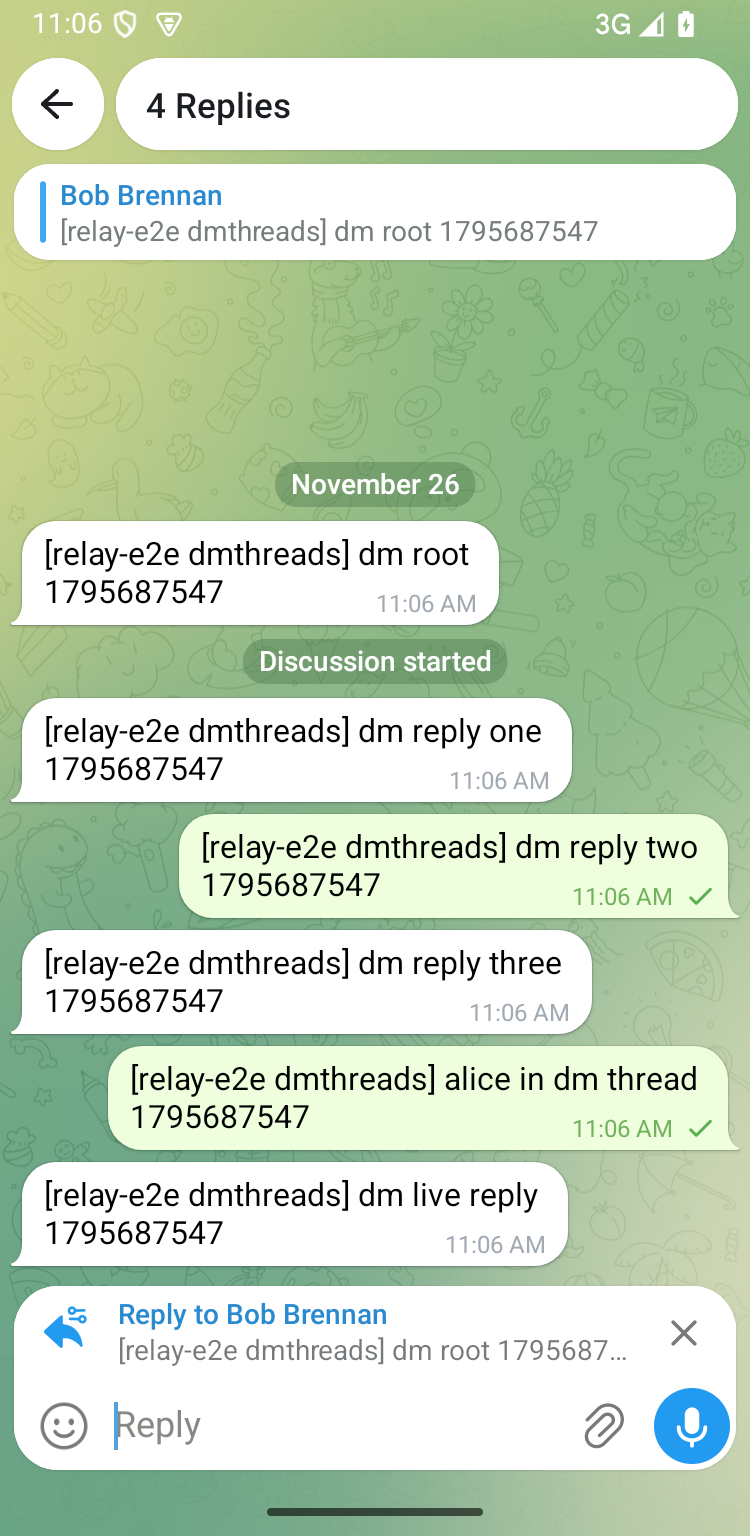 11:06
3G
4 Replies
Bob Brennan
[relay-e2e dmthreads] dm root 1795687547
November 26
[relay-e2e dmthreads] dm root
1795687547
11:06 AM
Discussion started
[relay-e2e dmthreads] dm reply one
1795687547
11:06 AM
[relay-e2e dmthreads] dm reply two
1795687547
11:06 AM
[relay-e2e dmthreads] dm reply three
1795687547
11:06 AM
[relay-e2e dmthreads] alice in dm thread
1795687547
11:06 AM
[relay-e2e dmthreads] dm live reply
1795687547
11:06 AM
Reply to Bob Brennan
[relay-e2e dmthreads] dm root 1795687...
Reply